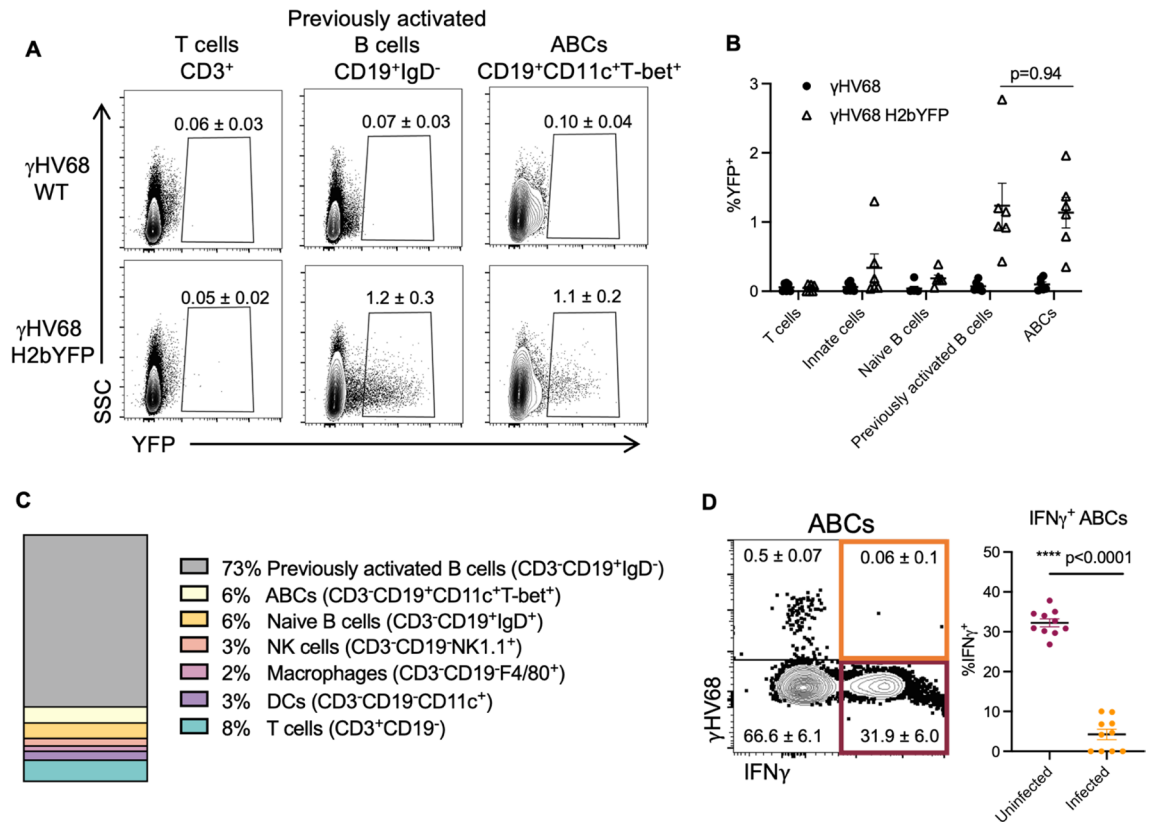 A
T cells
CD3⁺
Previously activated
B cells
CD19⁺IgD⁻
ABCs
CD19⁺CD11c⁺T-bet⁺
γHV68
WT
0.06 ± 0.03
0.07 ± 0.03
0.10 ± 0.04
γHV68
H2bYFP
0.05 ± 0.02
1.2 ± 0.3
1.1 ± 0.2
SSC
YFP
B
γHV68
γHV68 H2bYFP
p=0.94
%YFP⁺
3
2
1
0
T cells
Innate cells
Naive B cells
Previously activated B cells
ABCs
C
73% Previously activated B cells (CD3⁻CD19⁺IgD⁻)
6% ABCs (CD3⁻CD19⁺CD11c⁺T-bet⁺)
6% Naive B cells (CD3⁻CD19⁺IgD⁺)
3% NK cells (CD3⁻CD19⁻NK1.1⁺)
2% Macrophages (CD3⁻CD19⁻F4/80⁺)
3% DCs (CD3⁻CD19⁻CD11c⁺)
8% T cells (CD3⁺CD19⁻)
D
ABCs
0.5 ± 0.07
0.06 ± 0.1
66.6 ± 6.1
31.9 ± 6.0
γHV68
IFNγ
IFNγ⁺ ABCs
**** p<0.0001
%IFNγ⁺
50
40
30
20
10
0
Uninfected
Infected